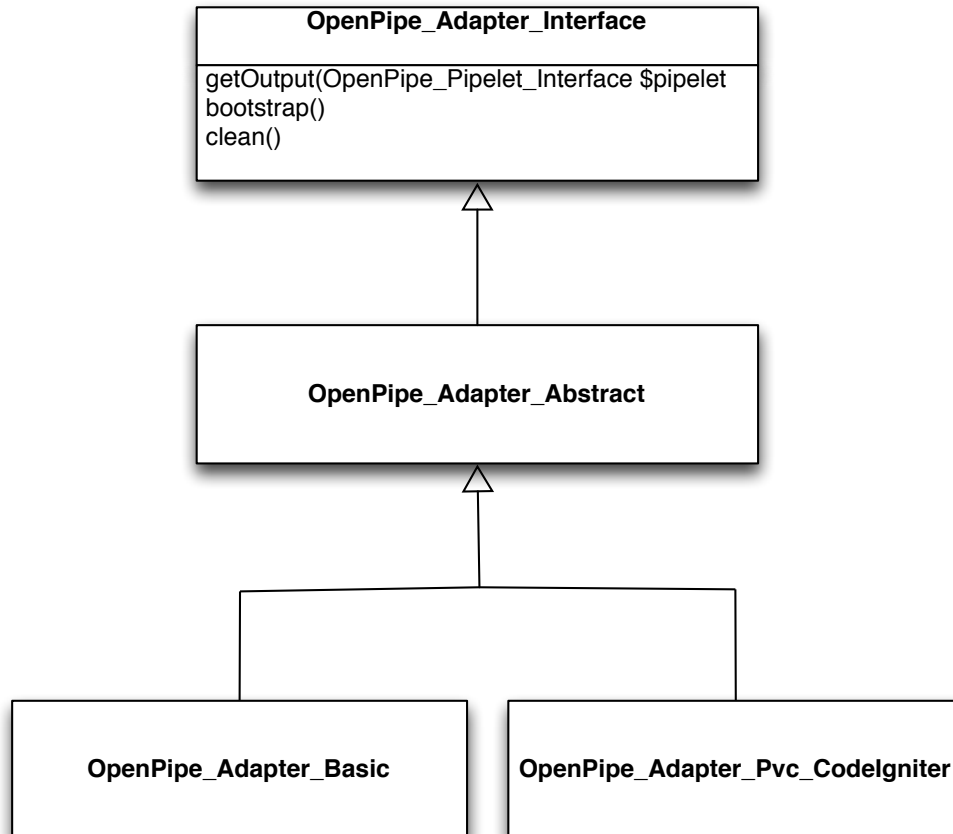 OpenPipe_Adapter_Interface
getOutput(OpenPipe_Pipelet_Interface $pipelet
bootstrap()
clean()
OpenPipe_Adapter_Abstract
OpenPipe_Adapter_Basic
OpenPipe_Adapter_Pvc_CodeIgniter